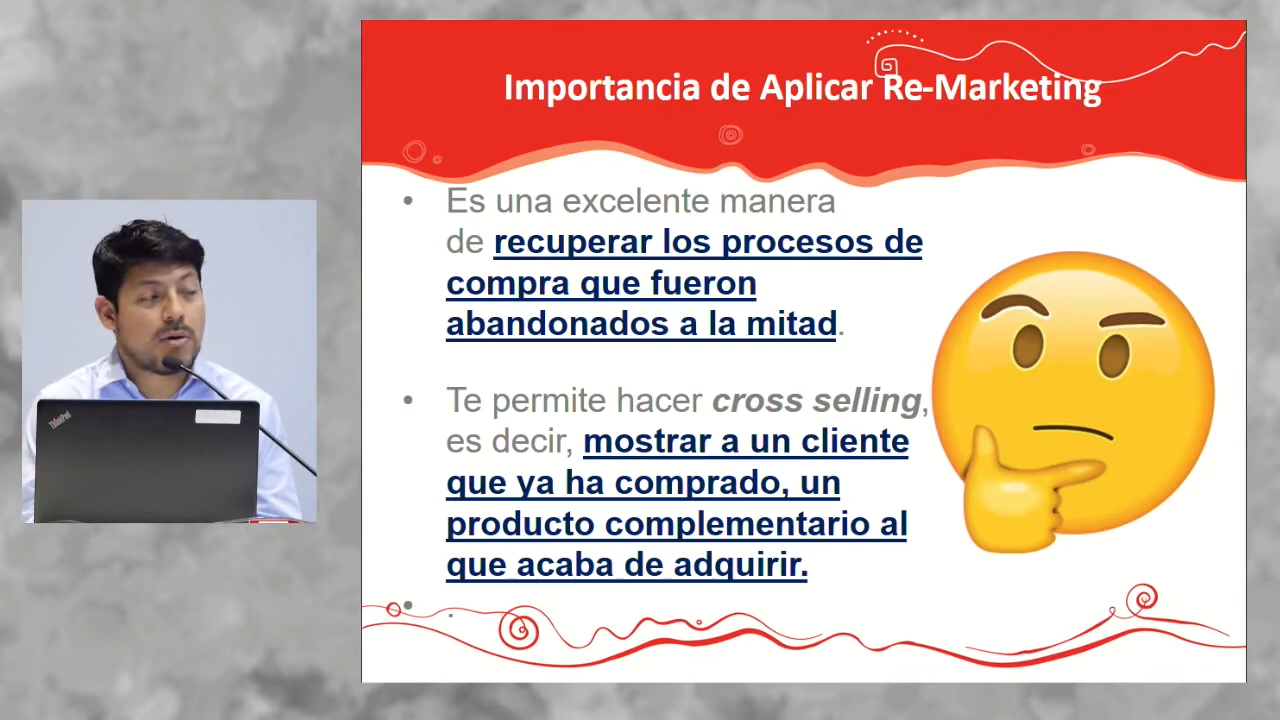 Importancia de Aplicar Re-Marketing
• Es una excelente manera
de recuperar los procesos de
compra que fueron
abandonados a la mitad.
• Te permite hacer cross selling,
es decir, mostrar a un cliente
que ya ha comprado, un
producto complementario al
que acaba de adquirir.
• .
ThinkPad